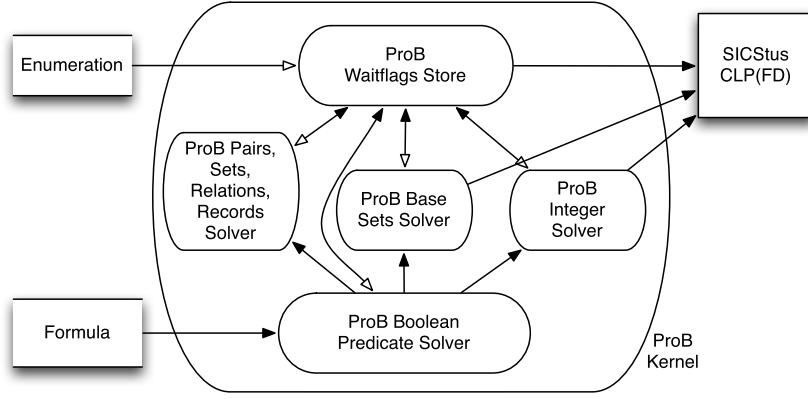 Enumeration
ProB
Waitflags Store
SICStus
CLP(FD)
ProB Pairs,
Sets,
Relations,
Records
Solver
ProB Base
Sets Solver
ProB
Integer
Solver
Formula
ProB Boolean
Predicate Solver
ProB
Kernel